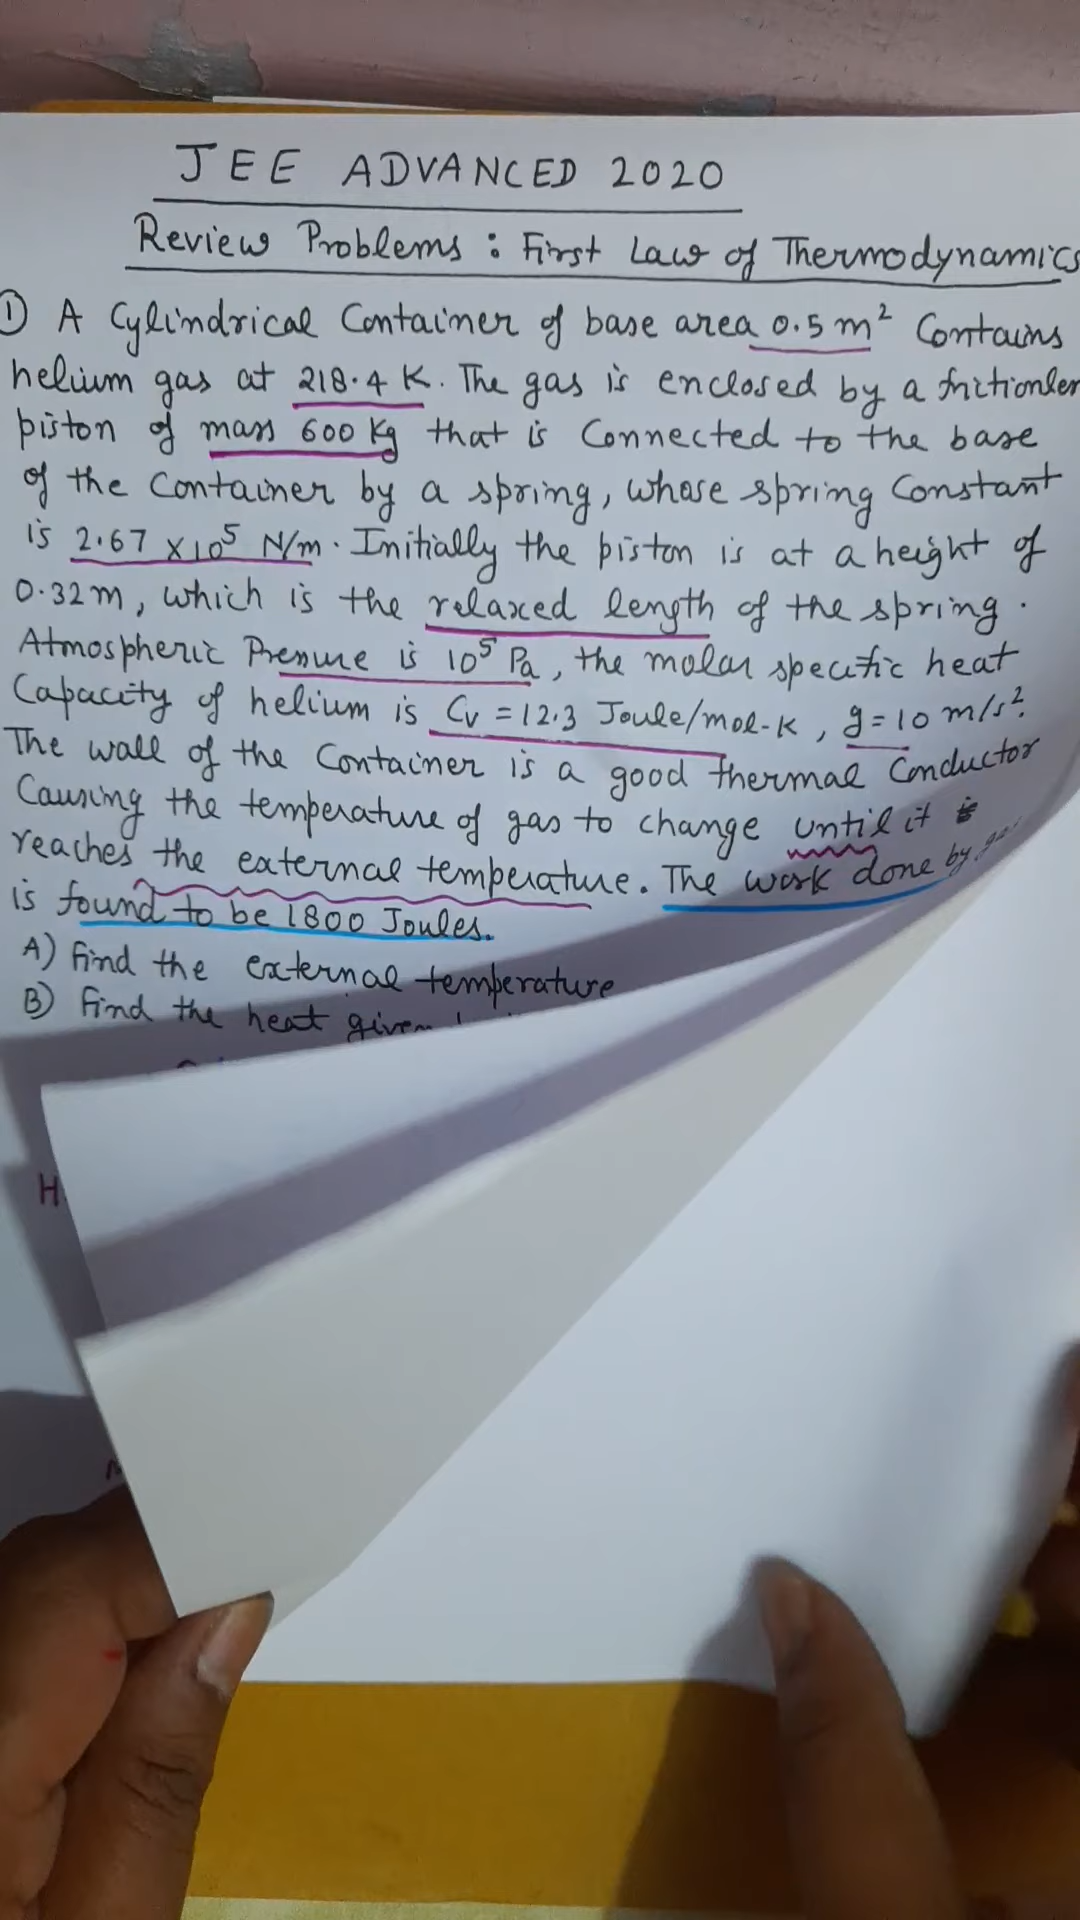 JEE ADVANCED 2020
Review Problems : First Law of Thermodynamics
① A Cylindrical Container of base area 0.5 m² Contains
helium gas at 218.4 K. The gas is enclosed by a frictionles
piston of mass 600 Kg that is Connected to the base
of the Container by a spring, whose spring Constant
is 2.67 ×10⁵ N/m. Initially the piston is at a height of
0.32m, which is the relaxed length of the spring.
Atmospheric Pressure is 10⁵ Pa, the molar specific heat
Capacity of helium is Cv = 12.3 Joule/mol-K, g = 10 m/s².
The wall of the Container is a good thermal Conductor
Causing the temperature of gas to change until it
reaches the external temperature. The work done by
is found to be 1800 Joules.
A) Find the external temperature
B) Find the heat given
H